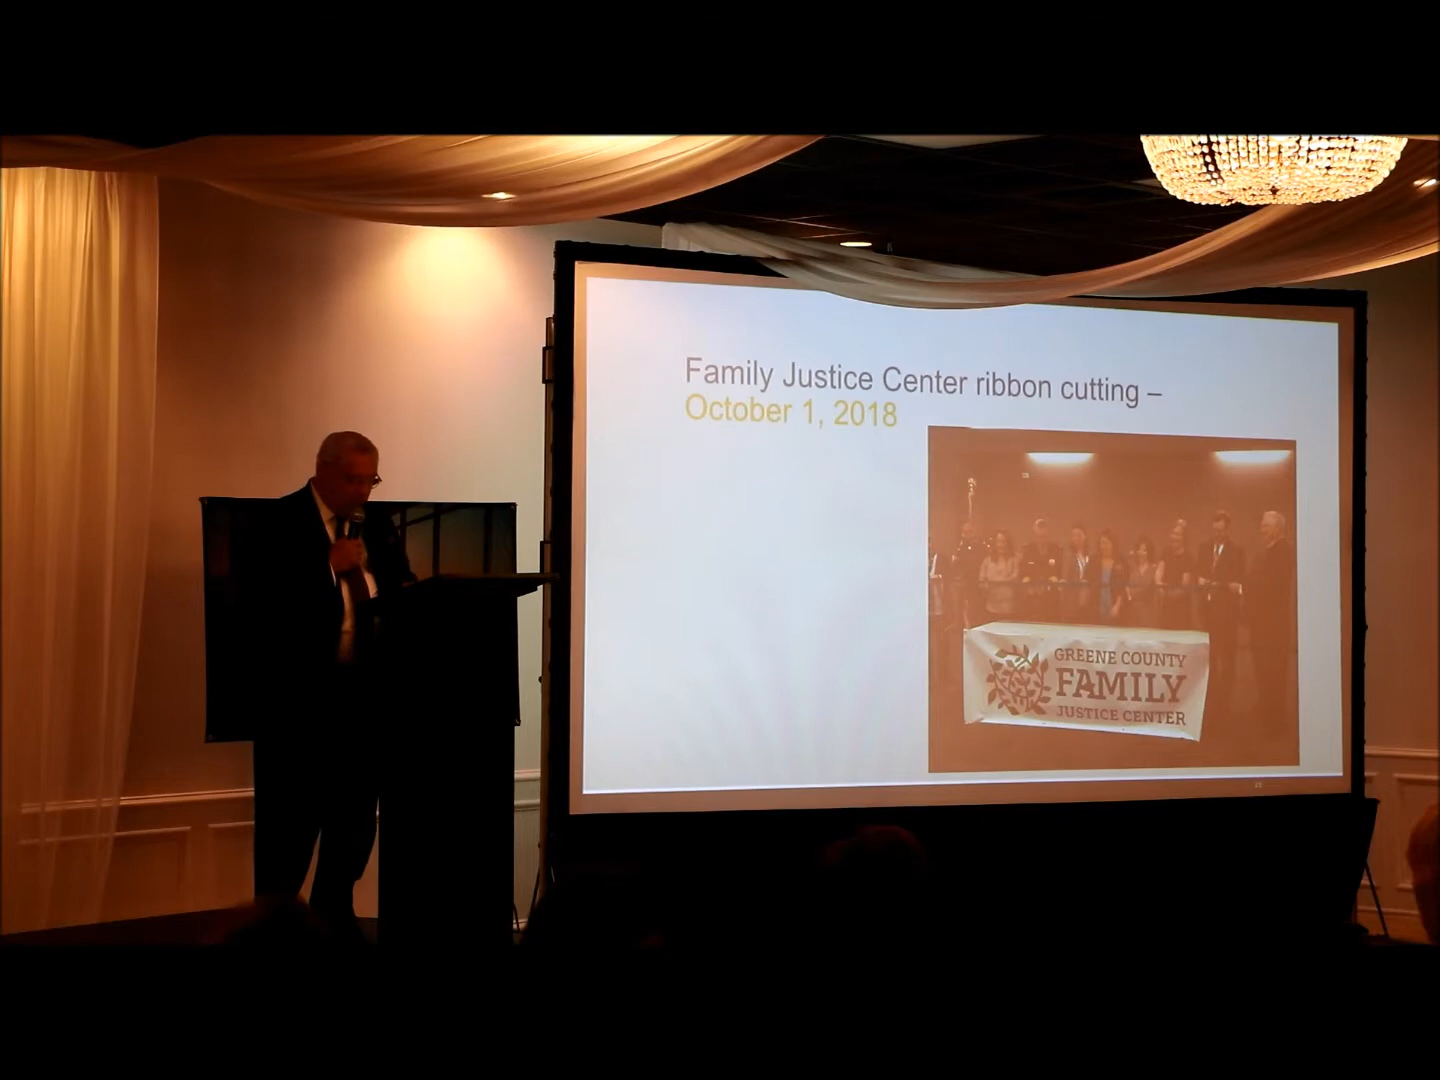 Family Justice Center ribbon cutting –
October 1, 2018
GREENE COUNTY
FAMILY
JUSTICE CENTER